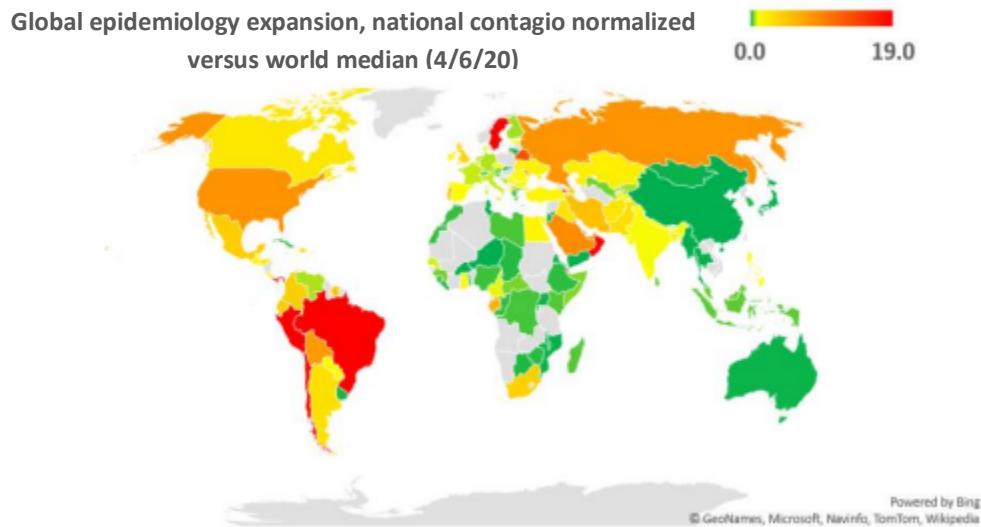 Global epidemiology expansion, national contagio normalized
versus world median (4/6/20)
0.0 19.0
Powered by Bing
© GeoNames, Microsoft, Navinfo, TomTom, Wikipedia